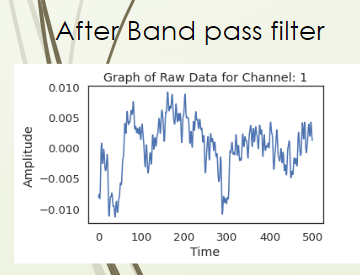 After Band pass filter
Graph of Raw Data for Channel: 1
0.010
0.005
0.000
−0.005
−0.010
Amplitude
0 100 200 300 400 500
Time